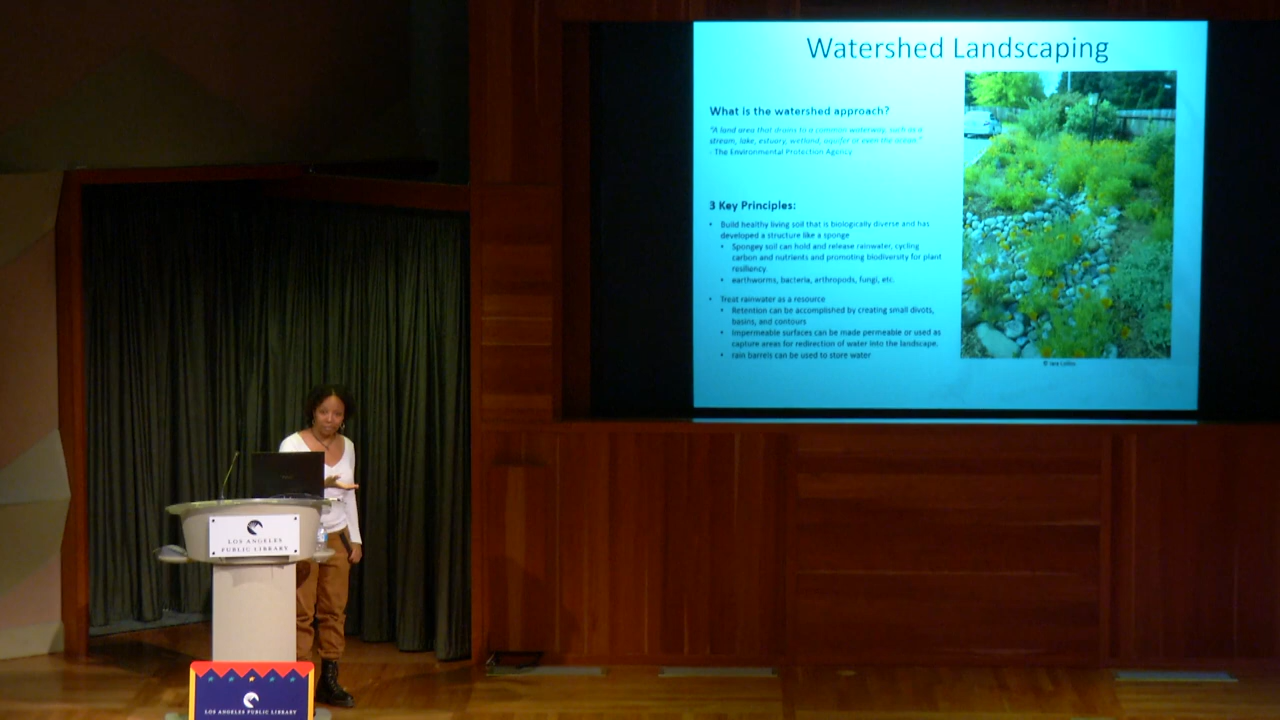 Watershed Landscaping
What is the watershed approach?
"A land area that drains to a common waterway, such as a
stream, lake, estuary, wetland, aquifer or even the ocean."
- The Environmental Protection Agency
3 Key Principles:
• Build healthy living soil that is biologically diverse and has
developed a structure like a sponge
• Spongey soil can hold and release rainwater, cycling
carbon and nutrients and promoting biodiversity for plant
resiliency.
• earthworms, bacteria, arthropods, fungi, etc.
• Treat rainwater as a resource
• Retention can be accomplished by creating small divots,
basins, and contours
• Impermeable surfaces can be made permeable or used as
capture areas for redirection of water into the landscape.
• rain barrels can be used to store water
LOS ANGELES
PUBLIC LIBRARY
LOS ANGELES PUBLIC LIBRARY